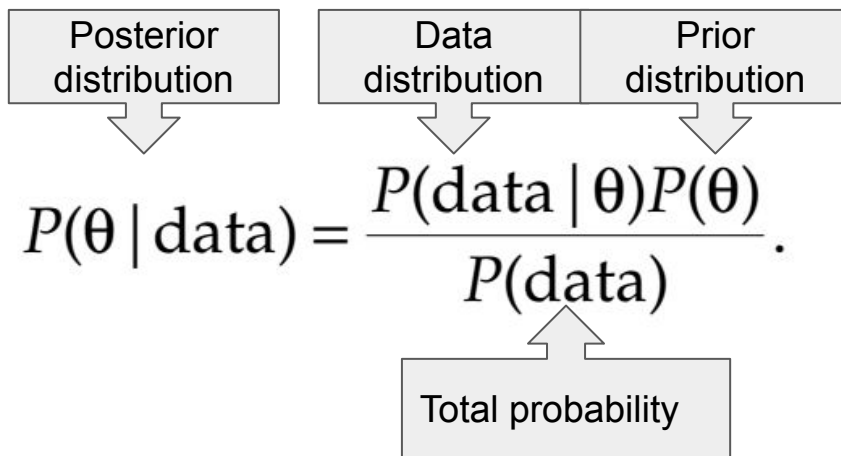 Posterior
distribution
Data
distribution
Prior
distribution
P(θ | data) = P(data | θ)P(θ)
P(data)
.
Total probability